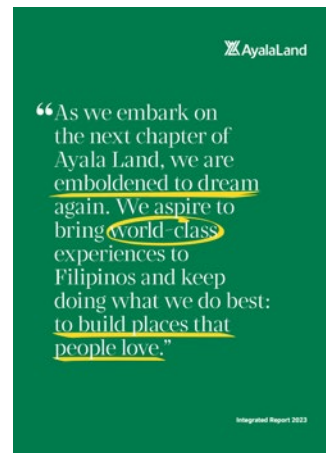 AyalaLand
“As we embark on
the next chapter of
Ayala Land, we are
emboldened to dream
again. We aspire to
bring world-class
experiences to
Filipinos and keep
doing what we do best:
to build places that
people love.”
Integrated Report 2023